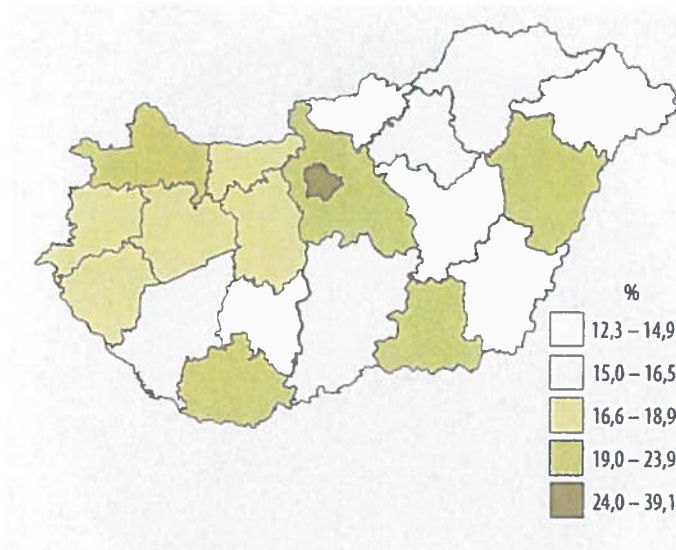 %
12,3 – 14,9
15,0 – 16,5
16,6 – 18,9
19,0 – 23,9
24,0 – 39,1